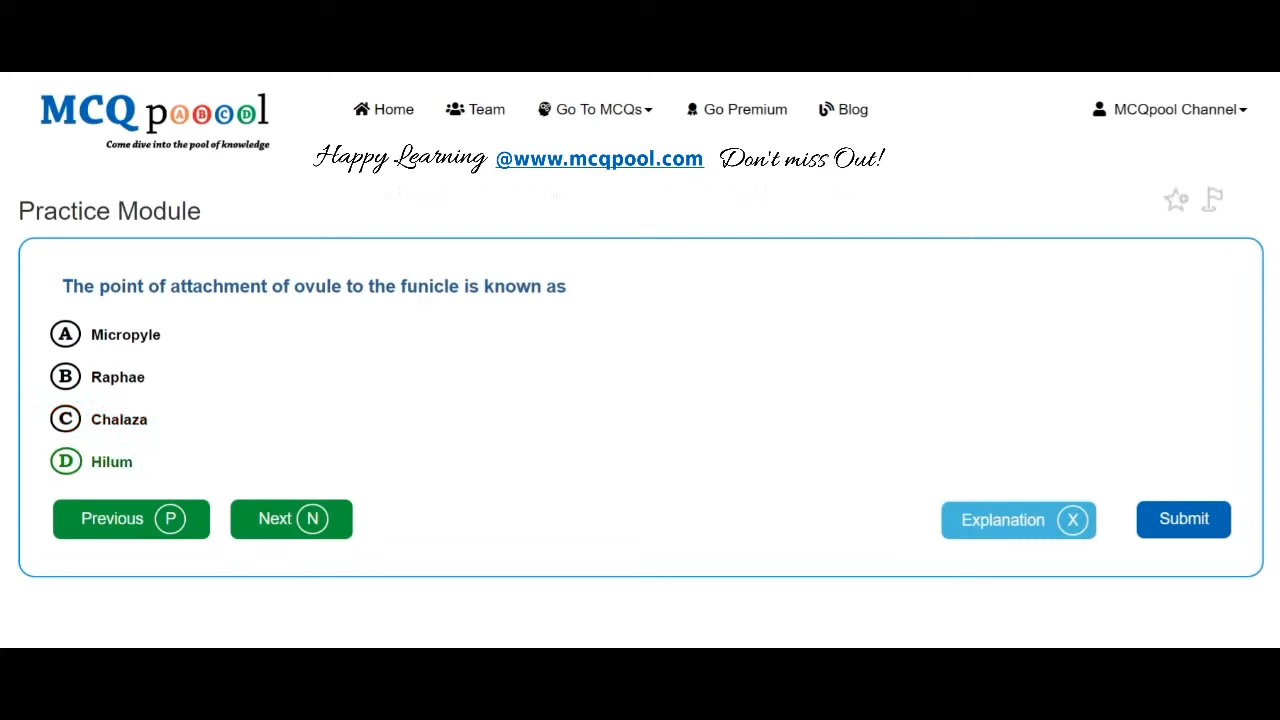 MCQ pooool
Come dive into the pool of knowledge
Home Team Go To MCQs Go Premium Blog MCQpool Channel
Happy Learning @www.mcqpool.com Don't miss Out!
Practice Module
The point of attachment of ovule to the funicle is known as
A Micropyle
B Raphae
C Chalaza
D Hilum
Previous P Next N Explanation X Submit